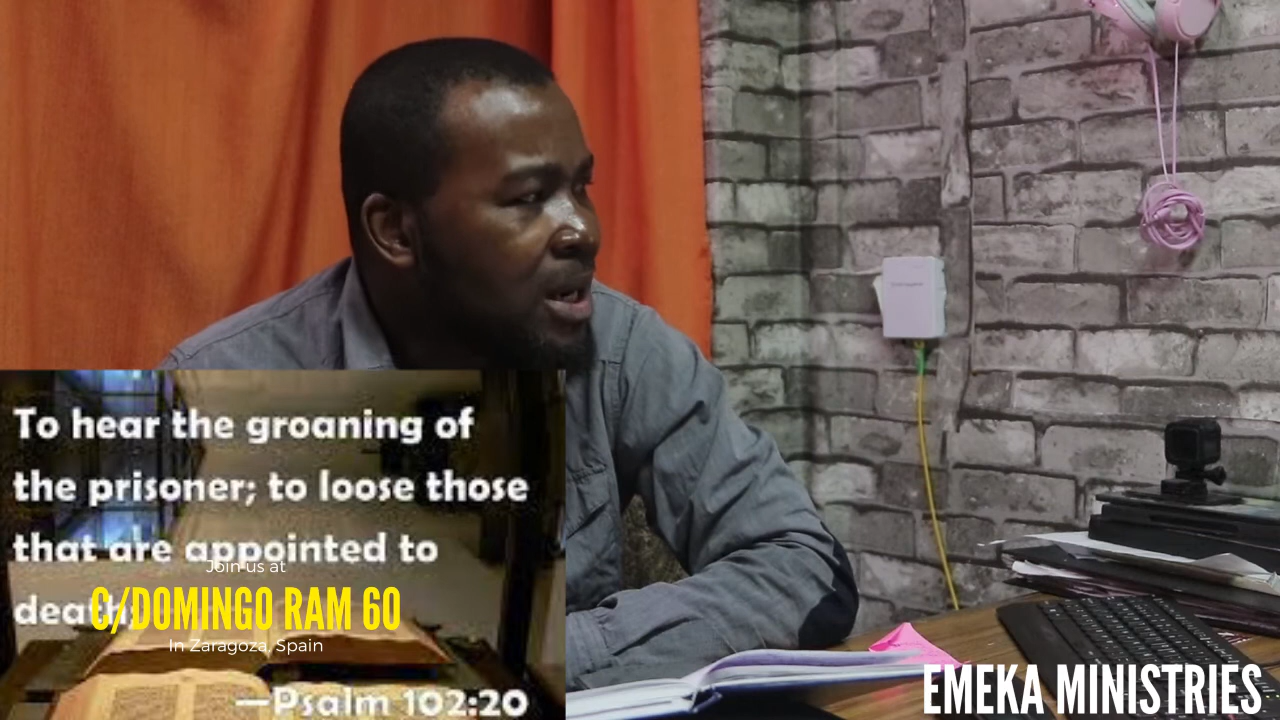 To hear the groaning of
the prisoner; to loose those
that are appointed to
death;
Join us at
C/DOMINGO RAM 60
In Zaragoza, Spain
—Psalm 102:20
EMEKA MINISTRIES